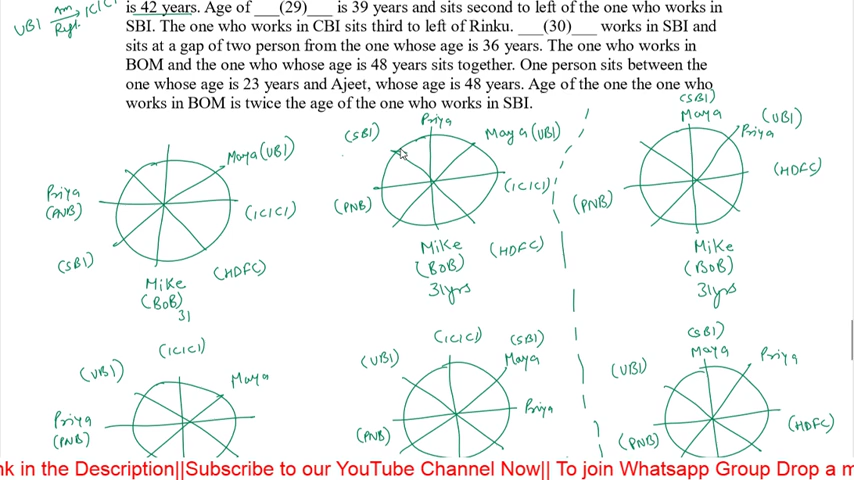 is 42 years. Age of ___(29)___ is 39 years and sits second to left of the one who works in
UBI Im Right ICICI
SBI. The one who works in CBI sits third to left of Rinku. ___(30)___ works in SBI and
sits at a gap of two person from the one whose age is 36 years. The one who works in
BOM and the one whose age is 48 years sits together. One person sits between the
one whose age is 23 years and Ajeet, whose age is 48 years. Age of the one the one who
works in BOM is twice the age of the one who works in SBI.
Maya (UBI)
Priya
(PNB)
(ICICI)
(SBI)
(HDFC)
Mike
(BOB)
31
Priya
(SBI)
Maya (UBI)
(ICICI)
(PNB)
Mike
(BOB)
31yrs
(HDFC)
(SBI)
Maya
(UBI)
Priya
(HDFC)
(PNB)
Mike
(BOB)
31yrs
(ICICI)
(UBI)
Maya
Priya
(PNB)
(ICICI)
(SBI)
(UBI)
Maya
Priya
(PNB)
(SBI)
Maya
Priya
(UBI)
(HDFC)
(PNB)
nk in the Description||Subscribe to our YouTube Channel Now|| To join Whatsapp Group Drop a m